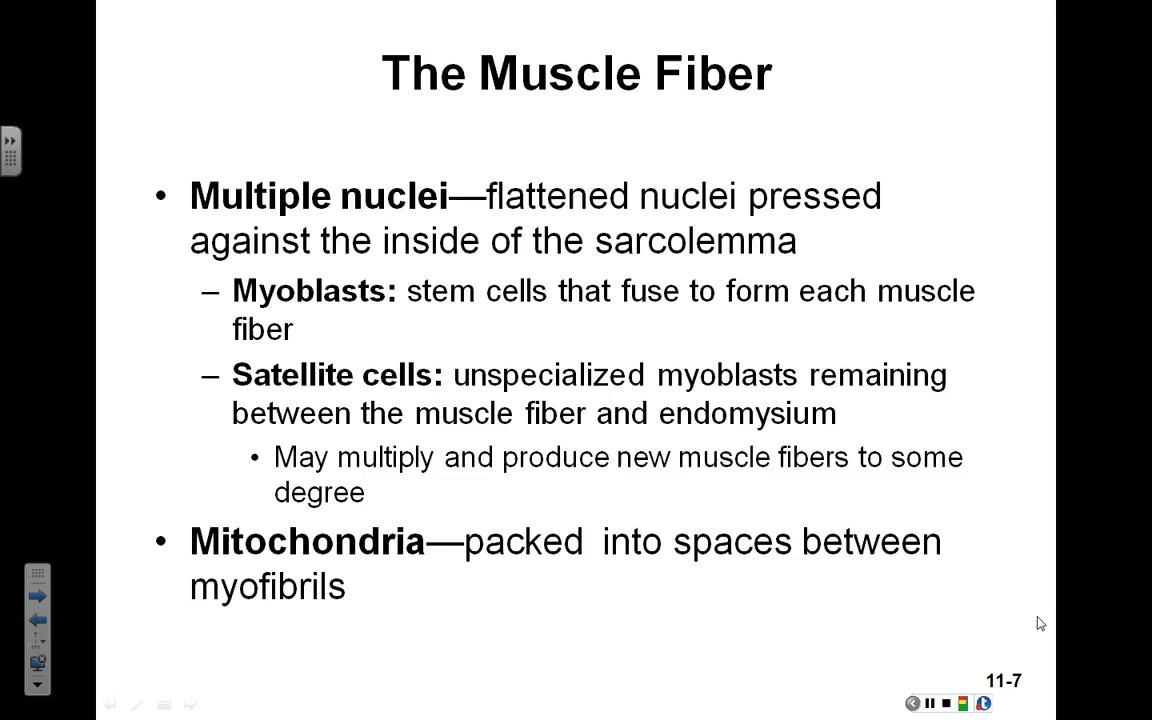 The Muscle Fiber
• Multiple nuclei—flattened nuclei pressed
against the inside of the sarcolemma
– Myoblasts: stem cells that fuse to form each muscle
fiber
– Satellite cells: unspecialized myoblasts remaining
between the muscle fiber and endomysium
• May multiply and produce new muscle fibers to some
degree
• Mitochondria—packed into spaces between
myofibrils
11-7